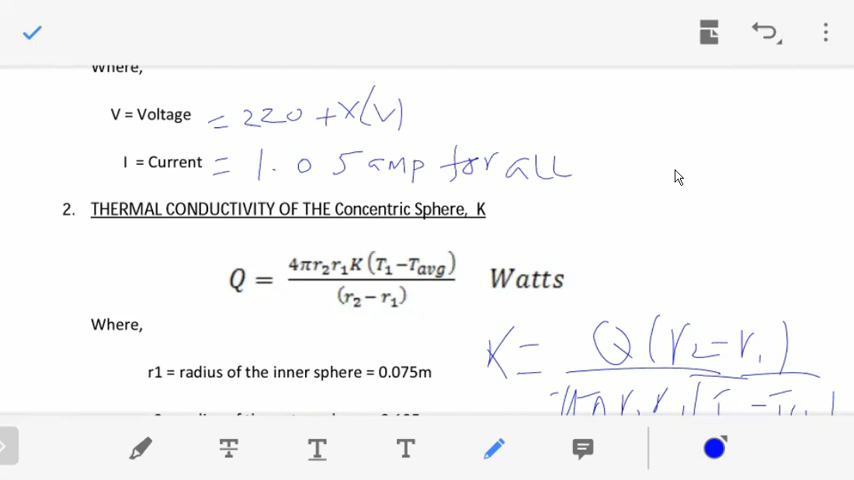 Where,
V = Voltage = 220 + X(V)
I = Current = 1.05 amp for all
2. THERMAL CONDUCTIVITY OF THE Concentric Sphere, K
Q = 4πr₂r₁K (T₁−Tavg) / (r₂ − r₁) Watts
Where,
K = Q(r2-r1)
r1 = radius of the inner sphere = 0.075m